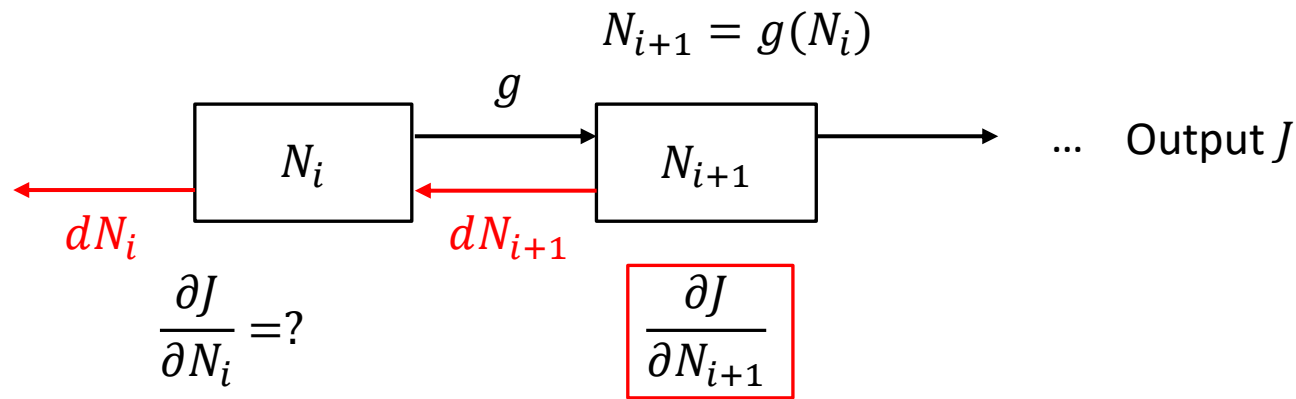 N_{i+1} = g(N_i)
g
N_i
N_{i+1}
... Output J
dN_i
dN_{i+1}
∂J/∂N_i =?
∂J/∂N_{i+1}